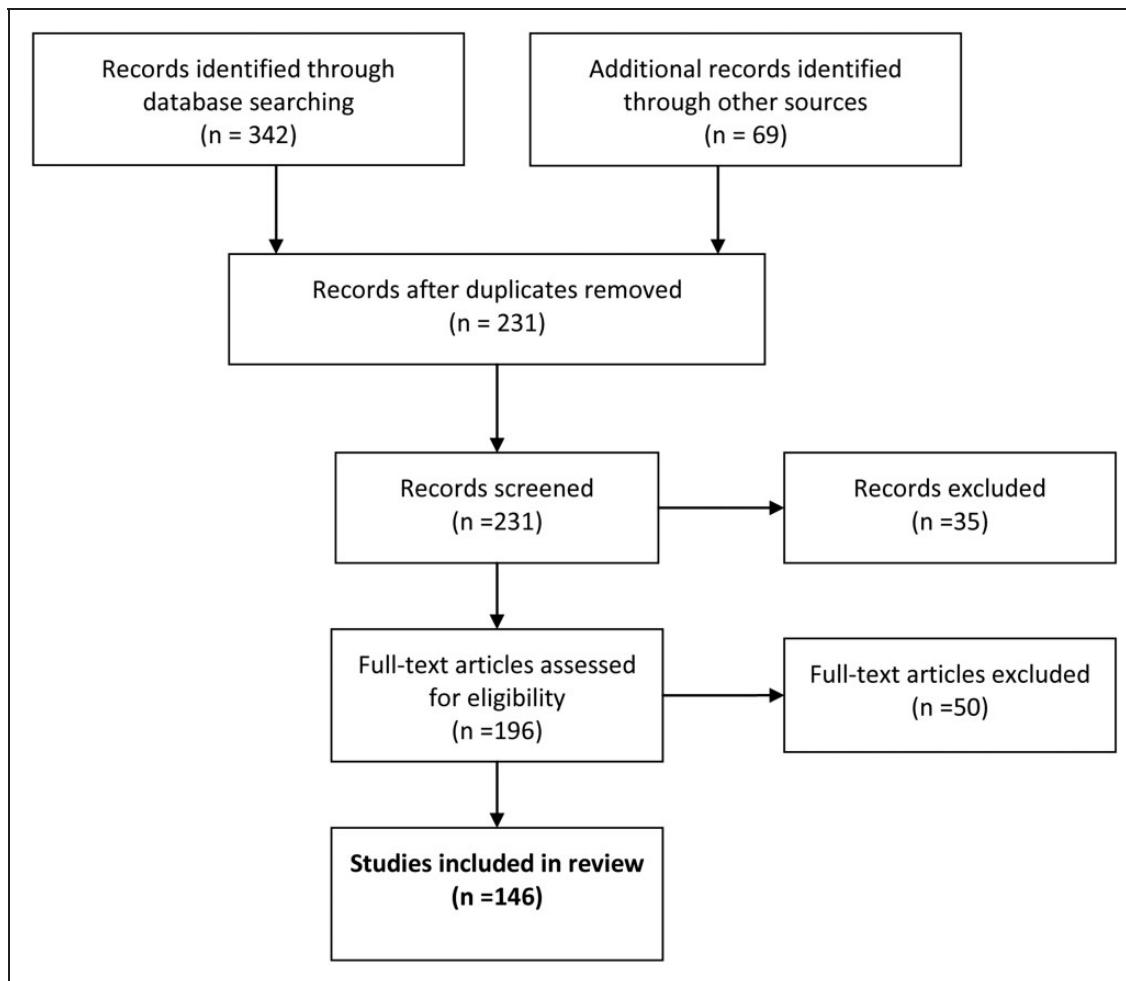 Records identified through
database searching
(n = 342)
Additional records identified
through other sources
(n = 69)
Records after duplicates removed
(n = 231)
Records screened
(n =231)
Records excluded
(n =35)
Full-text articles assessed
for eligibility
(n =196)
Full-text articles excluded
(n =50)
Studies included in review
(n =146)